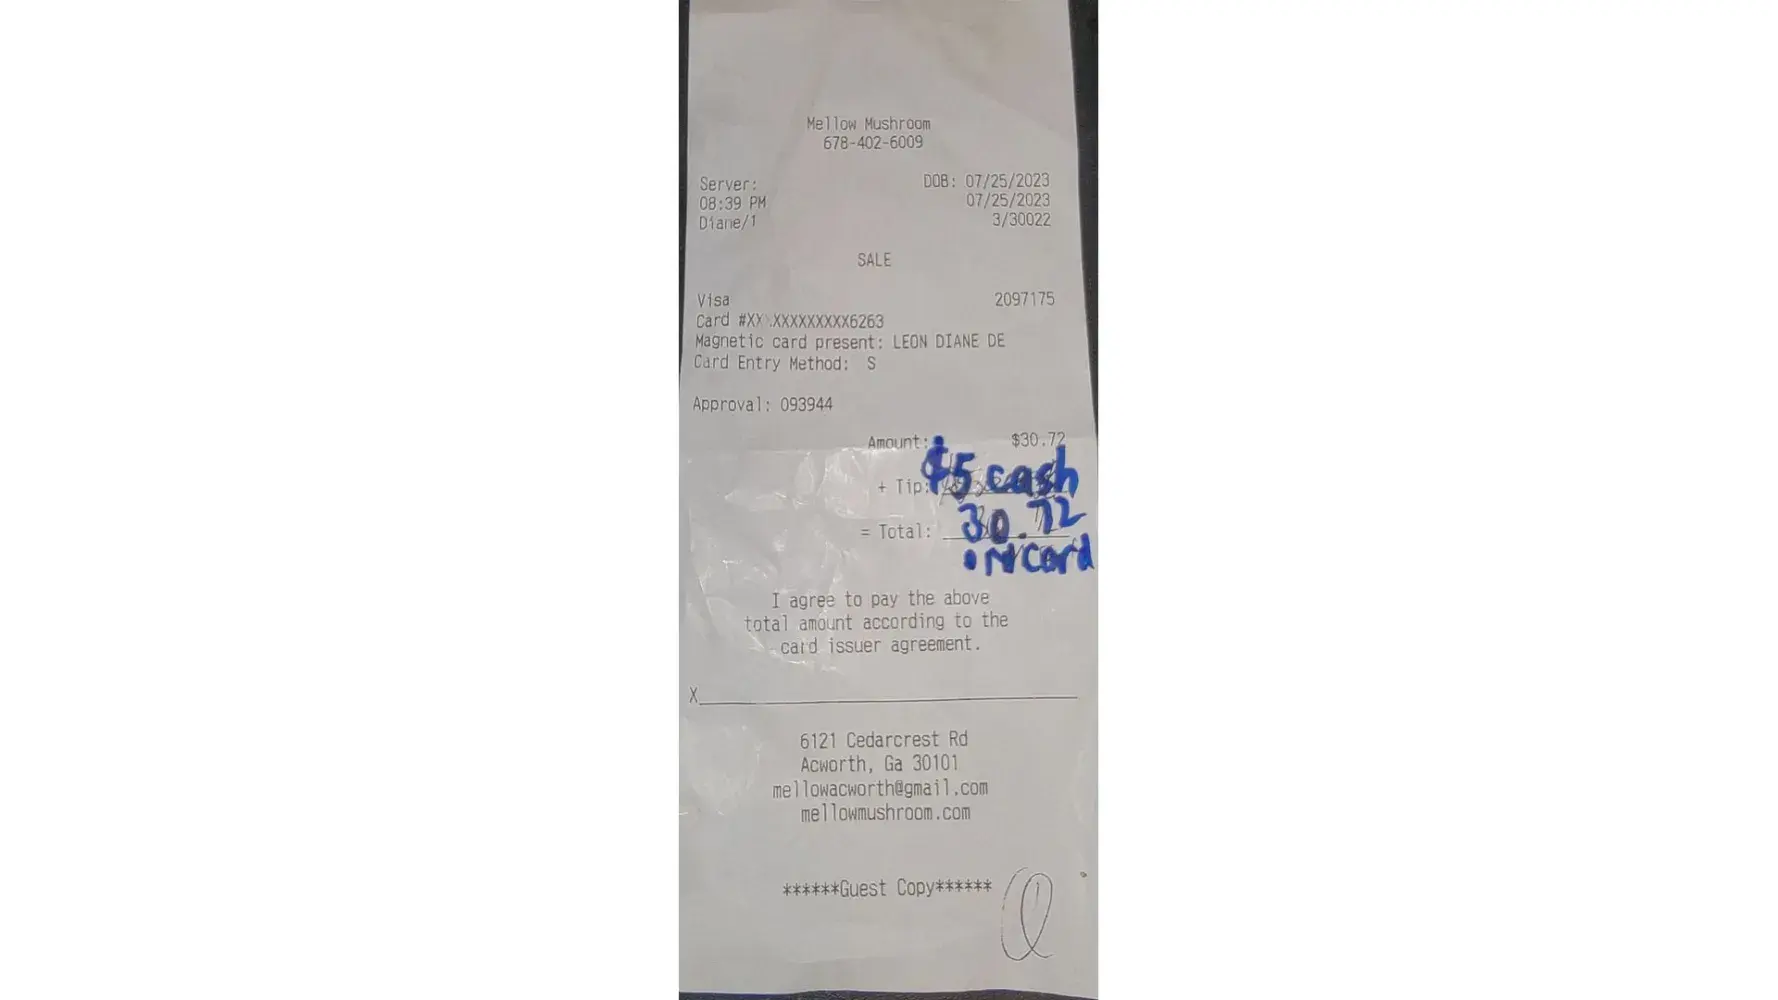 Mellow Mushroom
678-402-6009
Server: DOB: 07/25/2023
08:39 PM 07/25/2023
Diane/1 3/30022
SALE
Visa 2097175
Card #XXXXXXXXXXXX6263
Magnetic card present: LEON DIANE DE
Card Entry Method: S
Approval: 093944
Amount: $30.72
+ Tip: $5 cash
= Total: 30.72
on card
I agree to pay the above
total amount according to the
card issuer agreement.
X
6121 Cedarcrest Rd
Acworth, Ga 30101
mellowacworth@gmail.com
mellowmushroom.com
******Guest Copy******